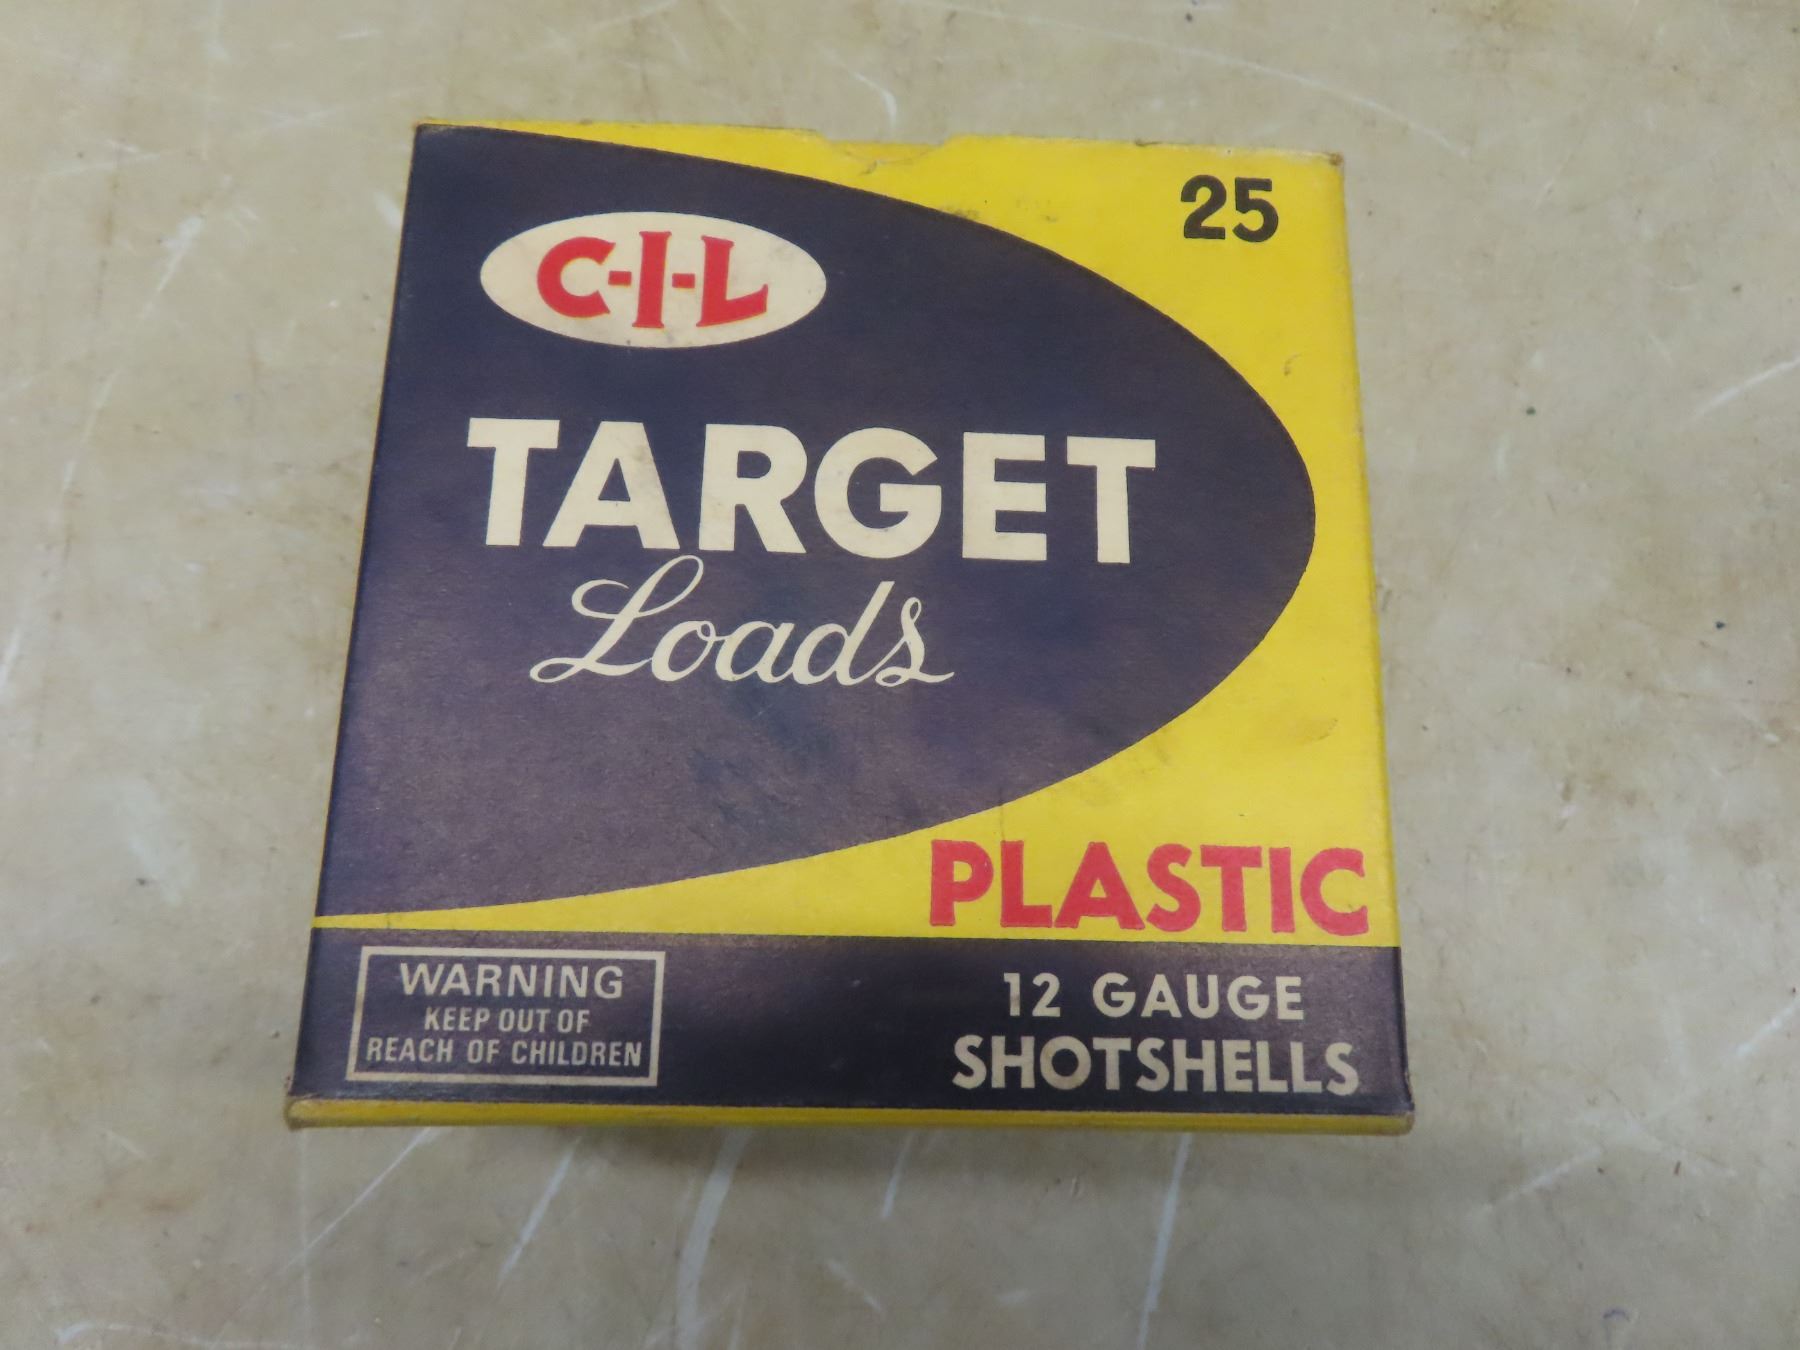 C-I-L
25
TARGET
Loads
PLASTIC
WARNING
KEEP OUT OF
REACH OF CHILDREN
12 GAUGE
SHOTSHELLS